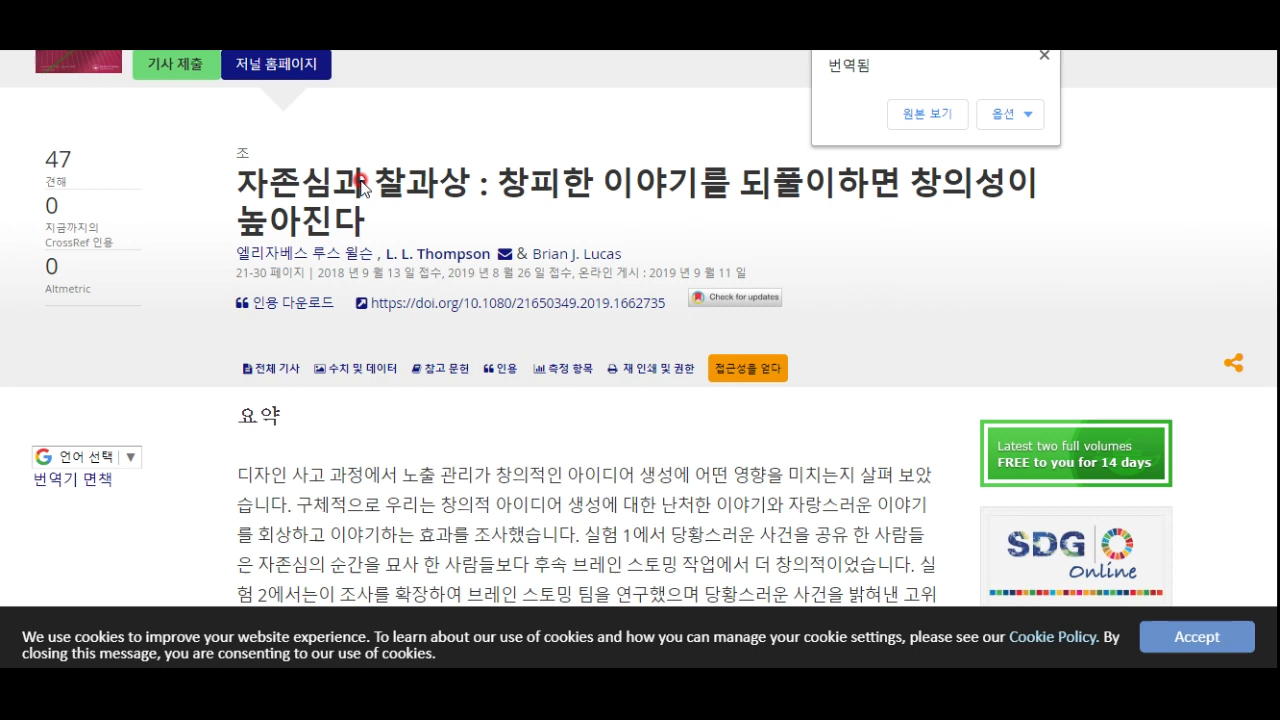 기사 제출
저널 홈페이지
번역됨
원본 보기
옵션
47
견해
0
지금까지의
CrossRef 인용
0
Altmetric
조
자존심과 찰과상 : 창피한 이야기를 되풀이하면 창의성이
높아진다
엘리자베스 루스 윌슨 , L. L. Thompson & Brian J. Lucas
21-30 페이지 | 2018 년 9 월 13 일 접수, 2019 년 8 월 26 일 접수, 온라인 게시 : 2019 년 9 월 11 일
인용 다운로드 https://doi.org/10.1080/21650349.2019.1662735 Check for updates
전체 기사 수치 및 데이터 참고 문헌 인용 측정 항목 재 인쇄 및 권한 접근성을 얻다
요약
언어 선택
번역기 면책
디자인 사고 과정에서 노출 관리가 창의적인 아이디어 생성에 어떤 영향을 미치는지 살펴 보았
습니다. 구체적으로 우리는 창의적 아이디어 생성에 대한 난처한 이야기와 자랑스러운 이야기
를 회상하고 이야기하는 효과를 조사했습니다. 실험 1에서 당황스러운 사건을 공유 한 사람들
은 자존심의 순간을 묘사 한 사람들보다 후속 브레인 스토밍 작업에서 더 창의적이었습니다. 실
험 2에서는이 조사를 확장하여 브레인 스토밍 팀을 연구했으며 당황스러운 사건을 밝혀낸 고위
Latest two full volumes
FREE to you for 14 days
SDG
Online
We use cookies to improve your website experience. To learn about our use of cookies and how you can manage your cookie settings, please see our Cookie Policy. By
closing this message, you are consenting to our use of cookies.
Accept